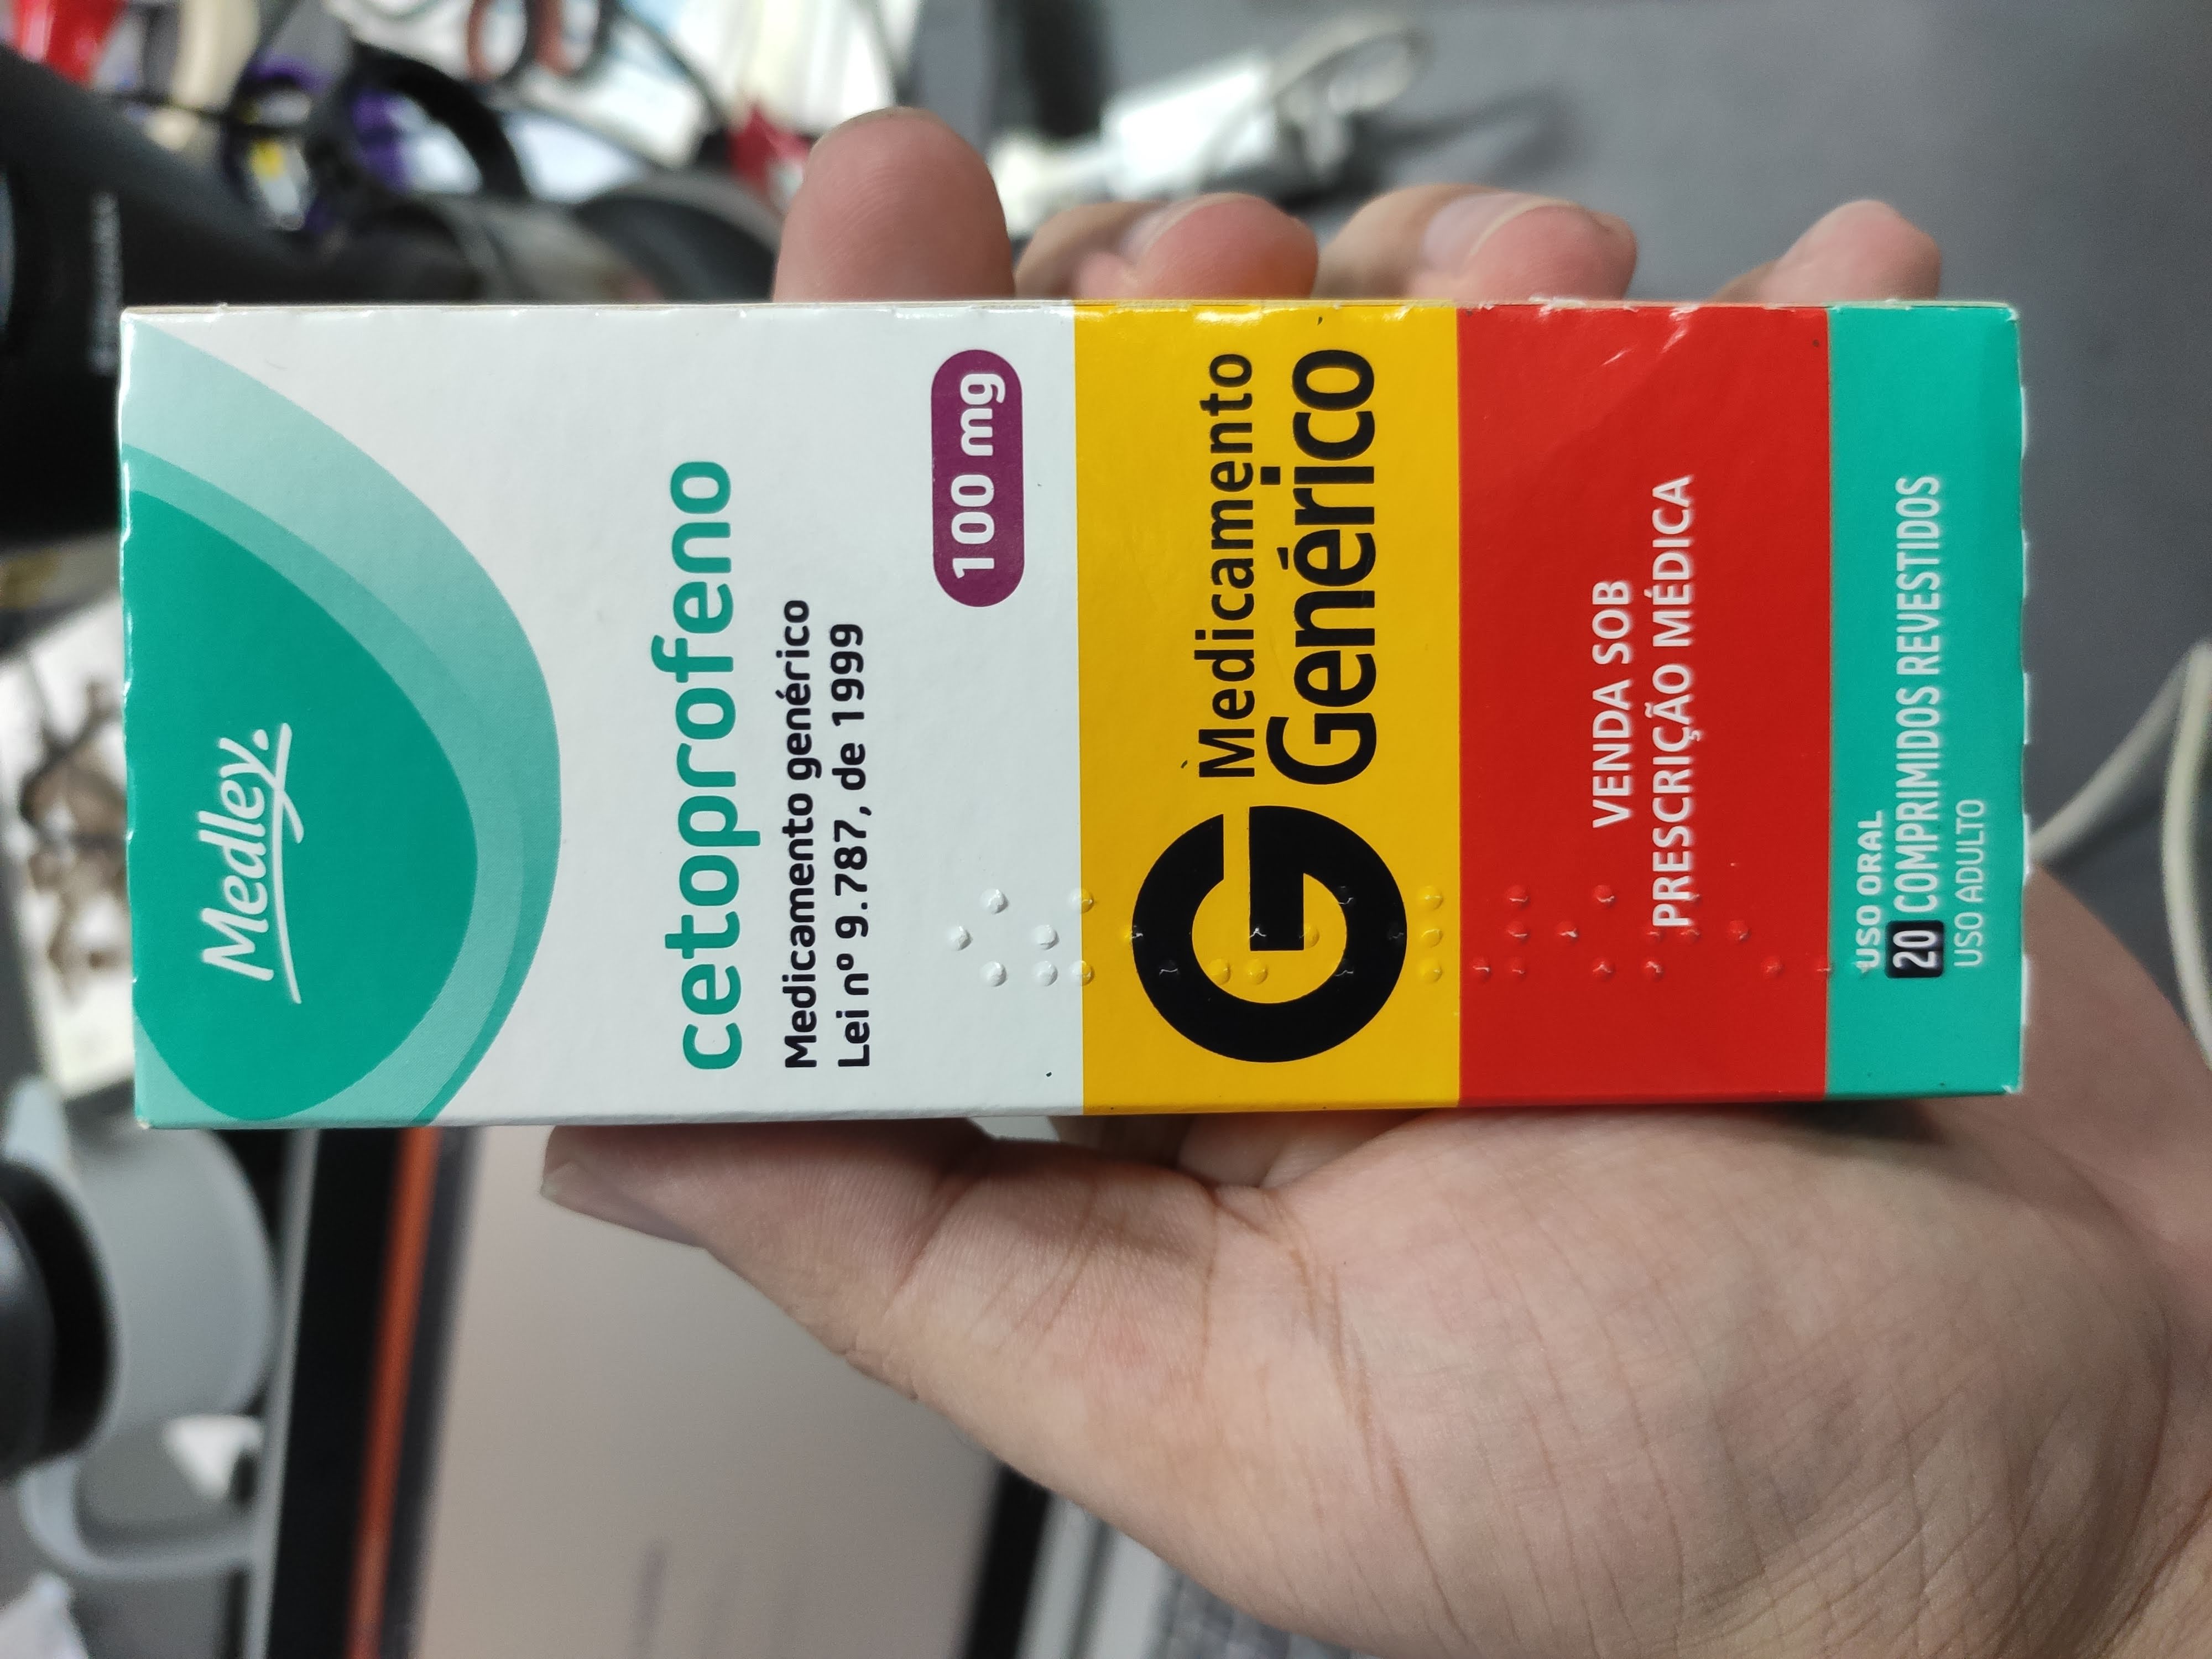 Medley.
cetoprofeno
Medicamento genérico
Lei nº 9.787, de 1999
100 mg
G Medicamento
Genérico
VENDA SOB
PRESCRIÇÃO MÉDICA
USO ORAL
20 COMPRIMIDOS REVESTIDOS
USO ADULTO